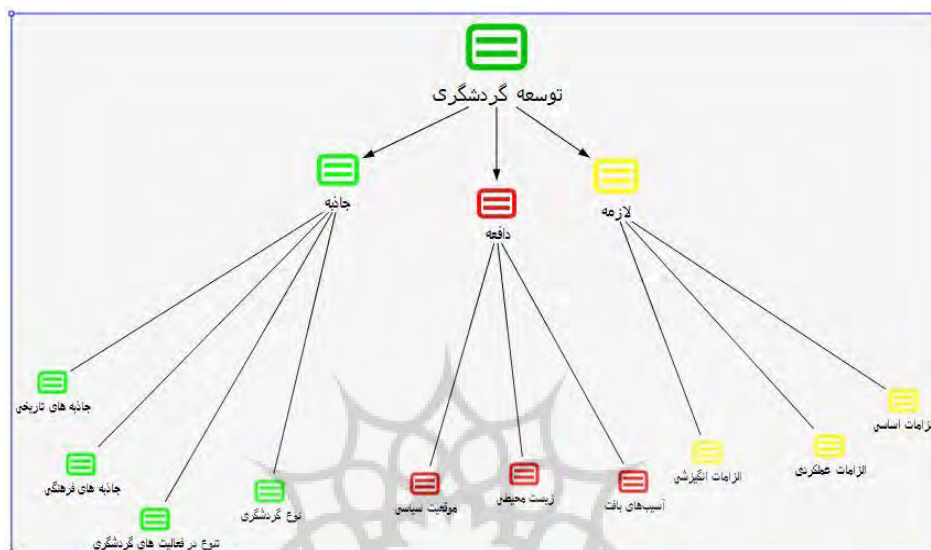 توسعه گردشگری
لازمه
دافعه
جاذبه
الزامات اساسی
الزامات عملکردی
الزامات انگیزشی
آسیب‌های بافت
زیست محیطی
موقعیت سیاسی
نوع گردشگری
تنوع در فعالیت های گردشگری
جاذبه های فرهنگی
جاذبه های تاریخی